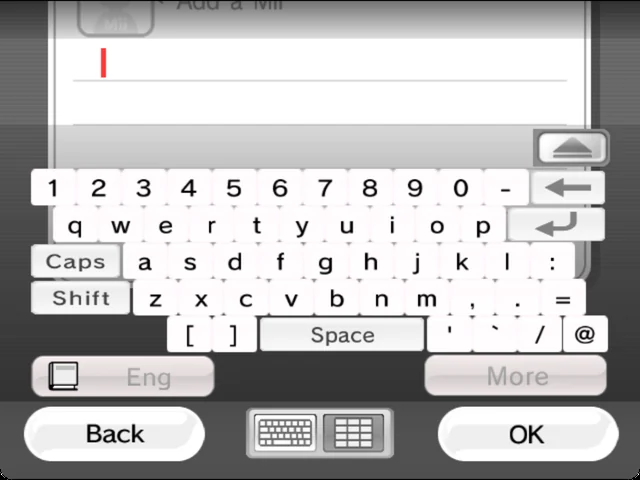 Add a Mii
1 2 3 4 5 6 7 8 9 0 -
q w e r t y u i o p
Caps a s d f g h j k l :
Shift z x c v b n m , . =
[ ] Space ' ` / @
Eng More
Back OK